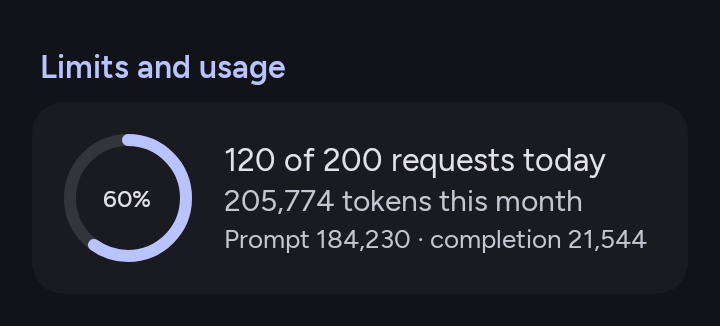 Limits and usage
60%
120 of 200 requests today
205,774 tokens this month
Prompt 184,230 · completion 21,544